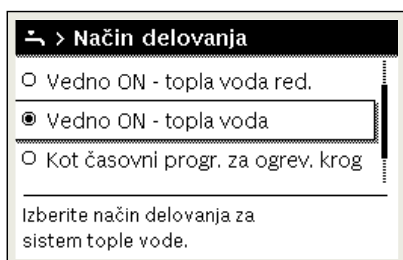 > Način delovanja
Vedno ON - topla voda red.
Vedno ON - topla voda
Kot časovni progr. za ogrev. krog
Izberite način delovanja za
sistem tople vode.